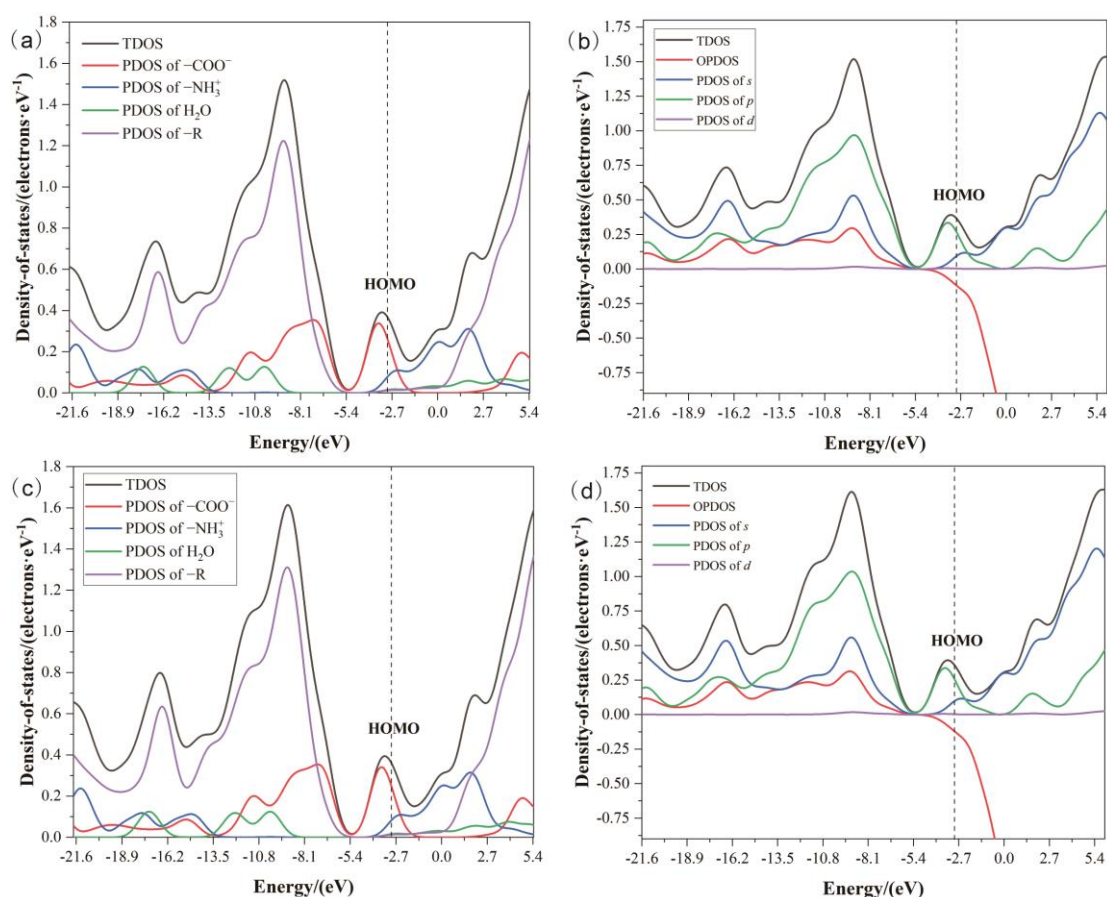 (a)
TDOS
PDOS of −COO⁻
PDOS of −NH₃⁺
PDOS of H₂O
PDOS of −R
HOMO
Density-of-states/(electrons·eV⁻¹)
1.8
1.6
1.4
1.2
1.0
0.8
0.6
0.4
0.2
0.0
-21.6 -18.9 -16.2 -13.5 -10.8 -8.1 -5.4 -2.7 0.0 2.7 5.4
Energy/(eV)
(b)
TDOS
OPDOS
PDOS of s
PDOS of p
PDOS of d
HOMO
Density-of-states/(electrons·eV⁻¹)
1.50
1.25
1.00
0.75
0.50
0.25
0.00
-0.25
-0.50
-0.75
-21.6 -18.9 -16.2 -13.5 -10.8 -8.1 -5.4 -2.7 0.0 2.7 5.4
Energy/(eV)
(c)
TDOS
PDOS of −COO⁻
PDOS of −NH₃⁺
PDOS of H₂O
PDOS of −R
HOMO
Density-of-states/(electrons·eV⁻¹)
1.8
1.6
1.4
1.2
1.0
0.8
0.6
0.4
0.2
0.0
-21.6 -18.9 -16.2 -13.5 -10.8 -8.1 -5.4 -2.7 0.0 2.7 5.4
Energy/(eV)
(d)
TDOS
OPDOS
PDOS of s
PDOS of p
PDOS of d
HOMO
Density-of-states/(electrons·eV⁻¹)
1.75
1.50
1.25
1.00
0.75
0.50
0.25
0.00
-0.25
-0.50
-0.75
-21.6 -18.9 -16.2 -13.5 -10.8 -8.1 -5.4 -2.7 0.0 2.7 5.4
Energy/(eV)